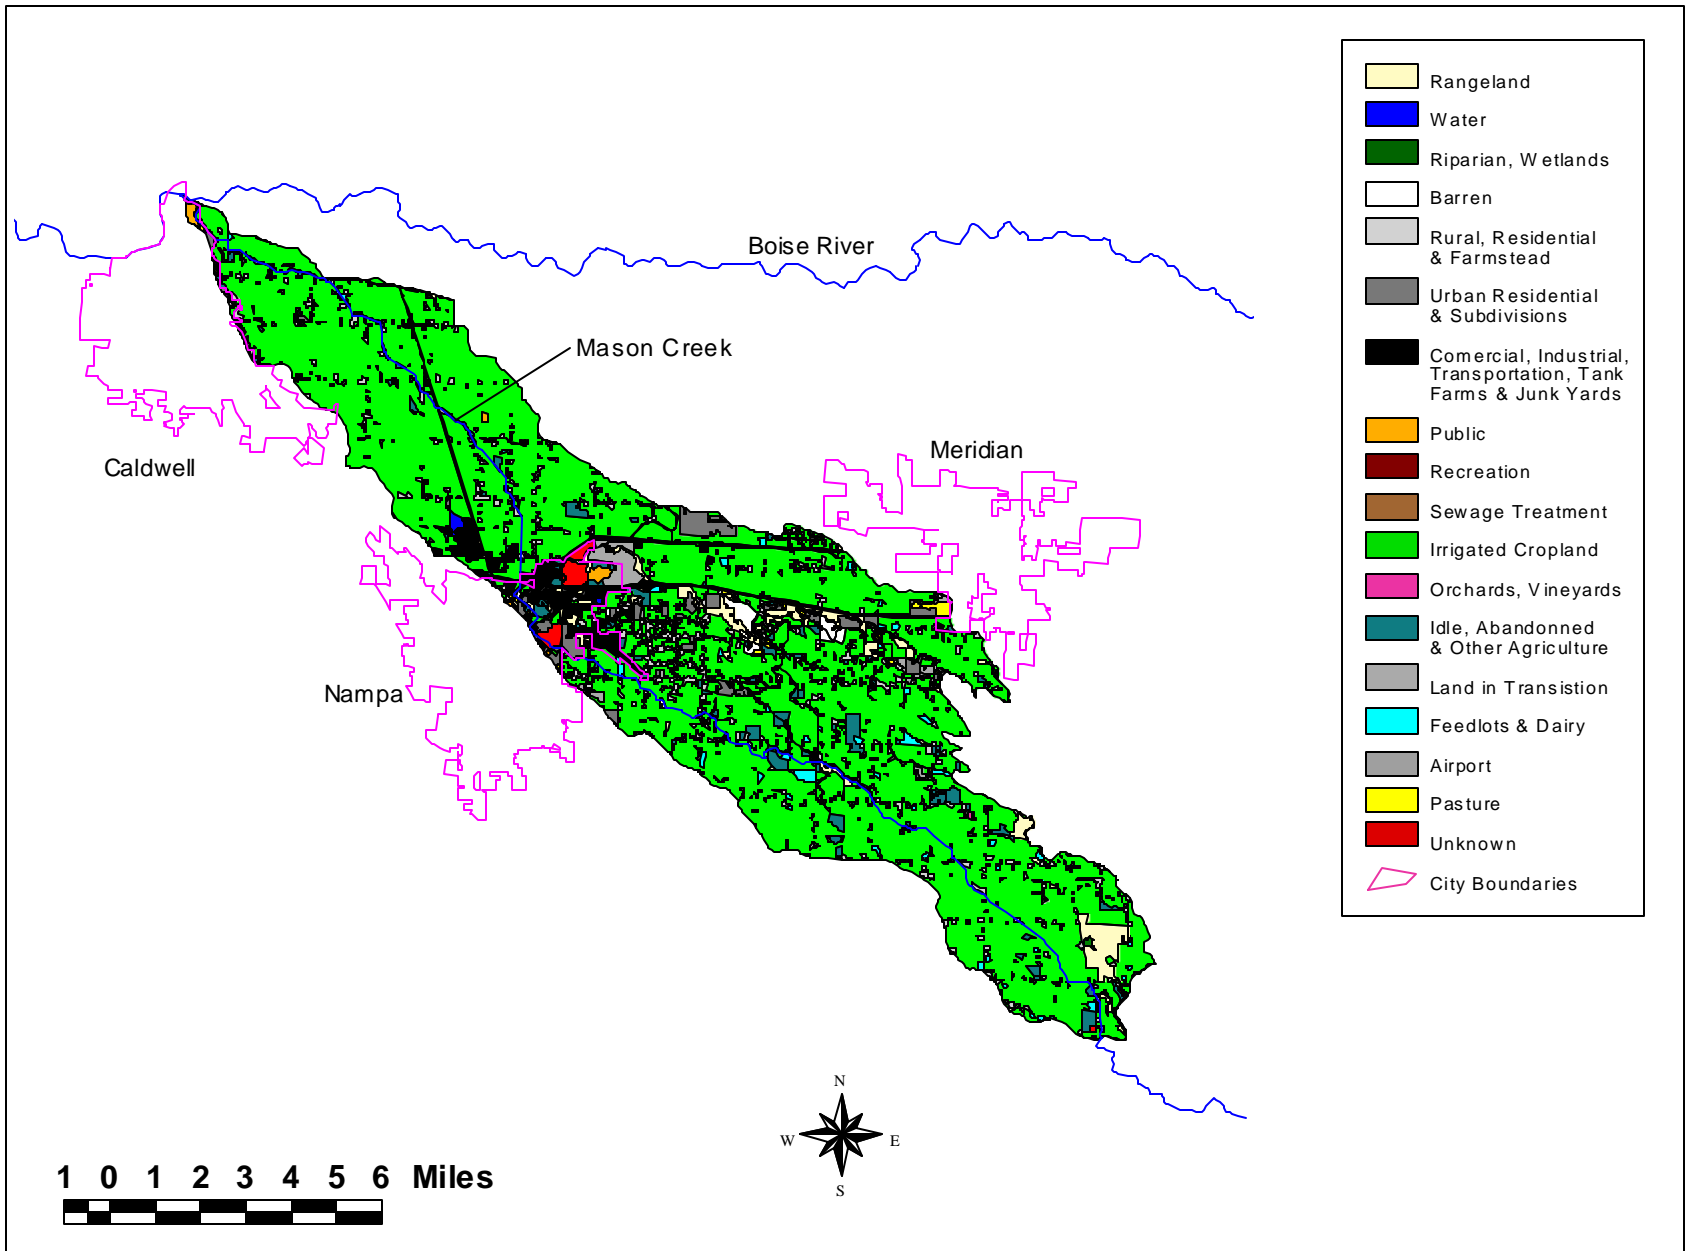 Boise River
Mason Creek
Caldwell
Meridian
Nampa
Rangeland
Water
Riparian, Wetlands
Barren
Rural, Residential
& Farmstead
Urban Residential
& Subdivisions
Comercial, Industrial,
Transportation, Tank
Farms & Junk Yards
Public
Recreation
Sewage Treatment
Irrigated Cropland
Orchards, Vineyards
Idle, Abandonned
& Other Agriculture
Land in Transistion
Feedlots & Dairy
Airport
Pasture
Unknown
City Boundaries
N
W E
S
1 0 1 2 3 4 5 6 Miles